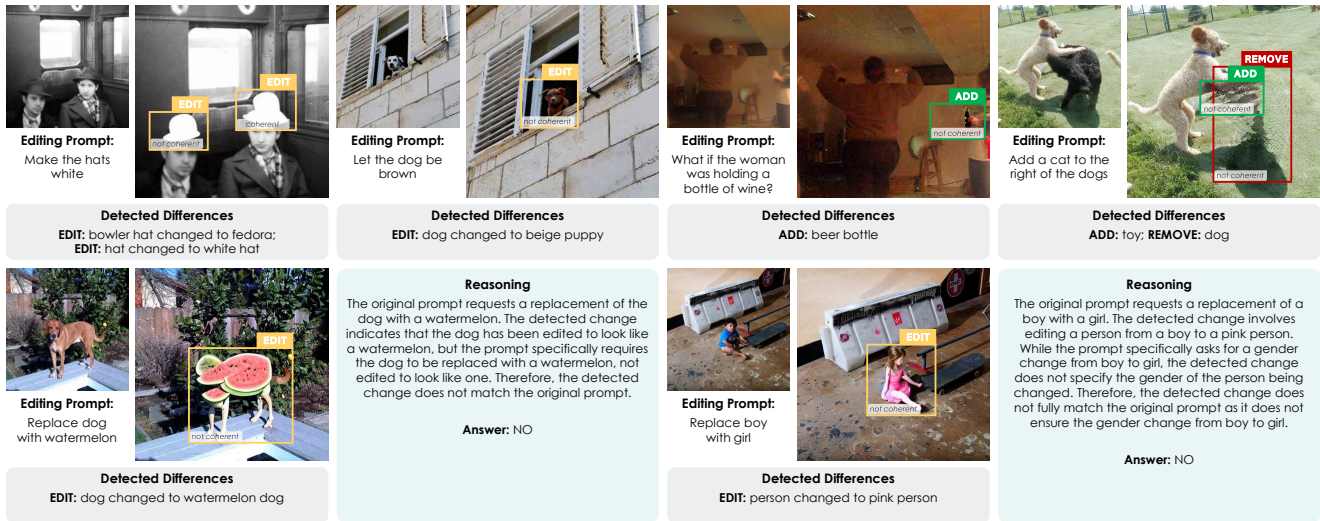 EDIT
EDIT
not coherent
coherent
Editing Prompt:
Make the hats
white
Detected Differences
EDIT: bowler hat changed to fedora;
EDIT: hat changed to white hat
EDIT
not coherent
Editing Prompt:
Let the dog be
brown
Detected Differences
EDIT: dog changed to beige puppy
ADD
not coherent
Editing Prompt:
What if the woman
was holding a
bottle of wine?
Detected Differences
ADD: beer bottle
REMOVE
ADD
not coherent
not coherent
Editing Prompt:
Add a cat to the
right of the dogs
Detected Differences
ADD: toy; REMOVE: dog
EDIT
not coherent
Editing Prompt:
Replace dog
with watermelon
Detected Differences
EDIT: dog changed to watermelon dog
Reasoning
The original prompt requests a replacement of the
dog with a watermelon. The detected change
indicates that the dog has been edited to look like
a watermelon, but the prompt specifically requires
the dog to be replaced with a watermelon, not
edited to look like one. Therefore, the detected
change does not match the original prompt.
Answer: NO
EDIT
not coherent
Editing Prompt:
Replace boy
with girl
Detected Differences
EDIT: person changed to pink person
Reasoning
The original prompt requests a replacement of a
boy with a girl. The detected change involves
editing a person from a boy to a pink person.
While the prompt specifically asks for a gender
change from boy to girl, the detected change
does not specify the gender of the person being
changed. Therefore, the detected change does
not fully match the original prompt as it does not
ensure the gender change from boy to girl.
Answer: NO